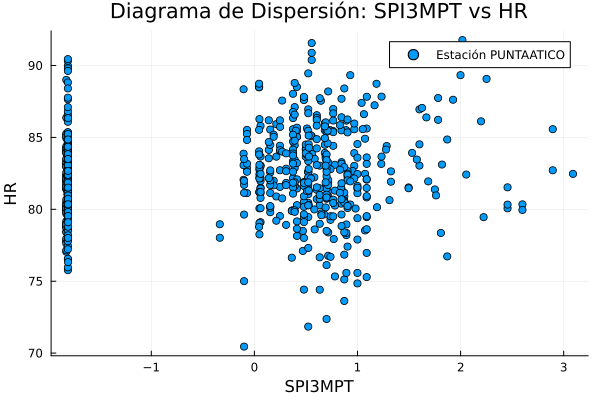 Diagrama de Dispersión: SPI3MPT vs HR
Estación PUNTAATICO
HR
90
85
80
75
70
−1
0
1
2
3
SPI3MPT